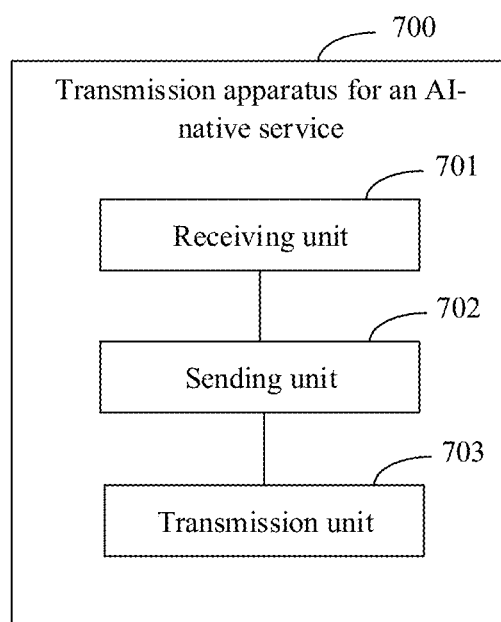 700
Transmission apparatus for an AI-
native service
701
Receiving unit
702
Sending unit
703
Transmission unit